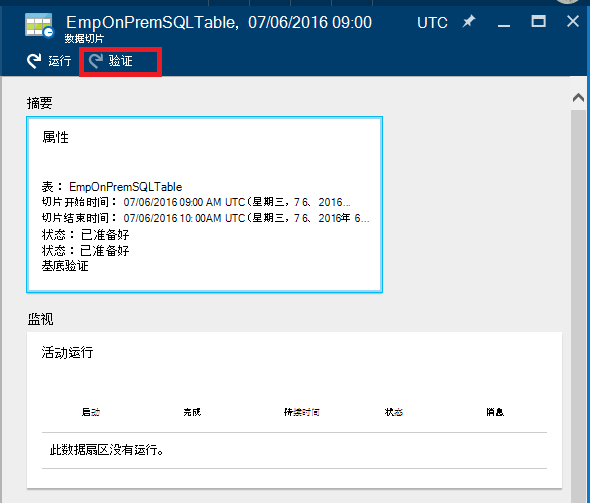 EmpOnPremSQLTable, 07/06/2016 09:00 UTC
数据切片
运行 验证
摘要
属性
表： EmpOnPremSQLTable
切片开始时间： 07/06/2016 09:00 AM UTC（星期三，7 6、 2016...
切片结束时间： 07/06/2016 10: 00AM UTC（星期三，7 6、2016年 6...
状态：已准备好
状态：已准备好
基底验证
监视
活动运行
启动 完成 持续时间 状态 消息
此数据扇区没有运行。